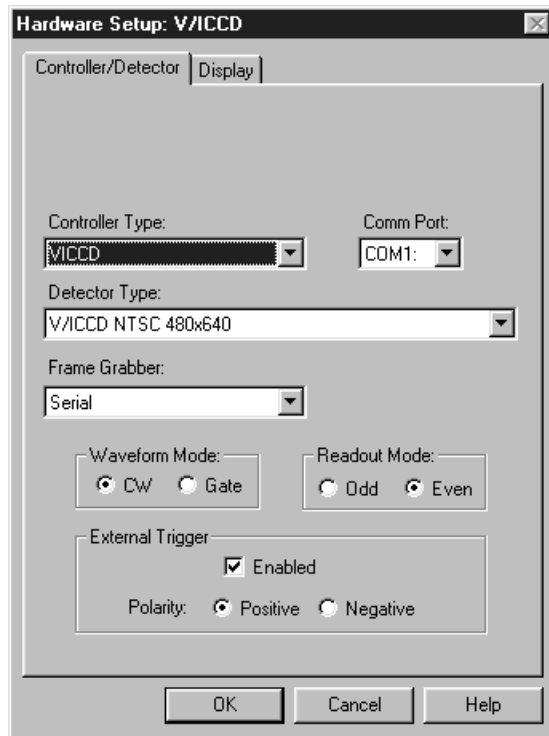 Hardware Setup: V/ICCD
Controller/Detector Display
Controller Type: Comm Port:
VICCD COM1:
Detector Type:
V/ICCD NTSC 480x640
Frame Grabber:
Serial
Waveform Mode: Readout Mode:
CW Gate Odd Even
External Trigger
Enabled
Polarity: Positive Negative
OK Cancel Help